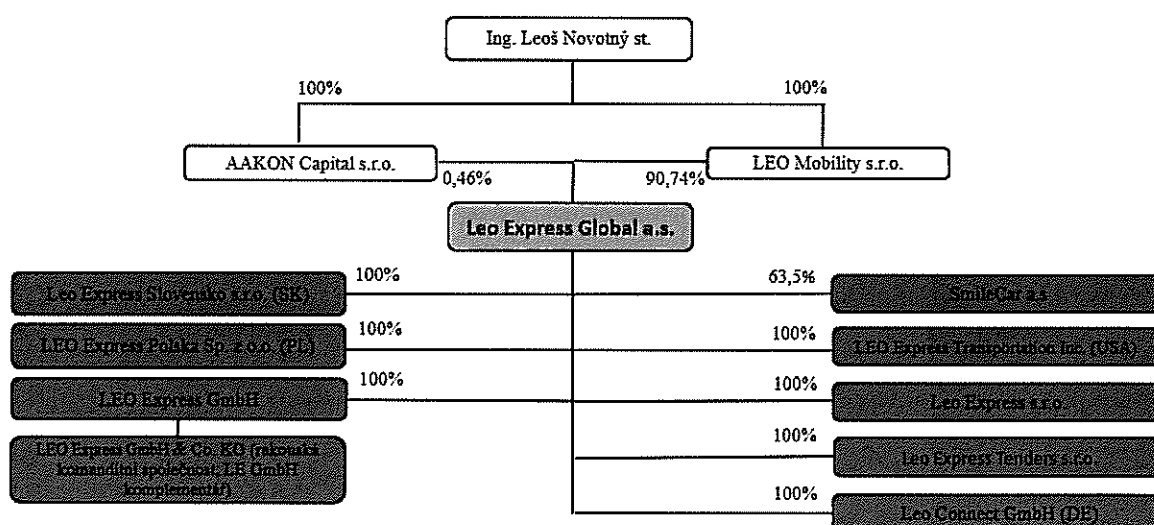 Ing. Leoš Novotný st.
100%
100%
AAKON Capital s.r.o.
LEO Mobility s.r.o.
0,46%
90,74%
Leo Express Global a.s.
100%
63,5%
Leo Express Slovensko s.r.o. (SK)
SmileCar a.s
100%
100%
LEO Express Polska Sp. z o.o. (PL)
LEO Express Transportation Inc. (USA)
100%
100%
LEO Express GmbH
Leo Express s.r.o.
100%
LEO Express GmbH & Co. KG (rakouská
komanditní společnost, LE GmbH
komplementář)
Leo Express Tenders s.r.o.
100%
Leo Connect GmbH (DE)